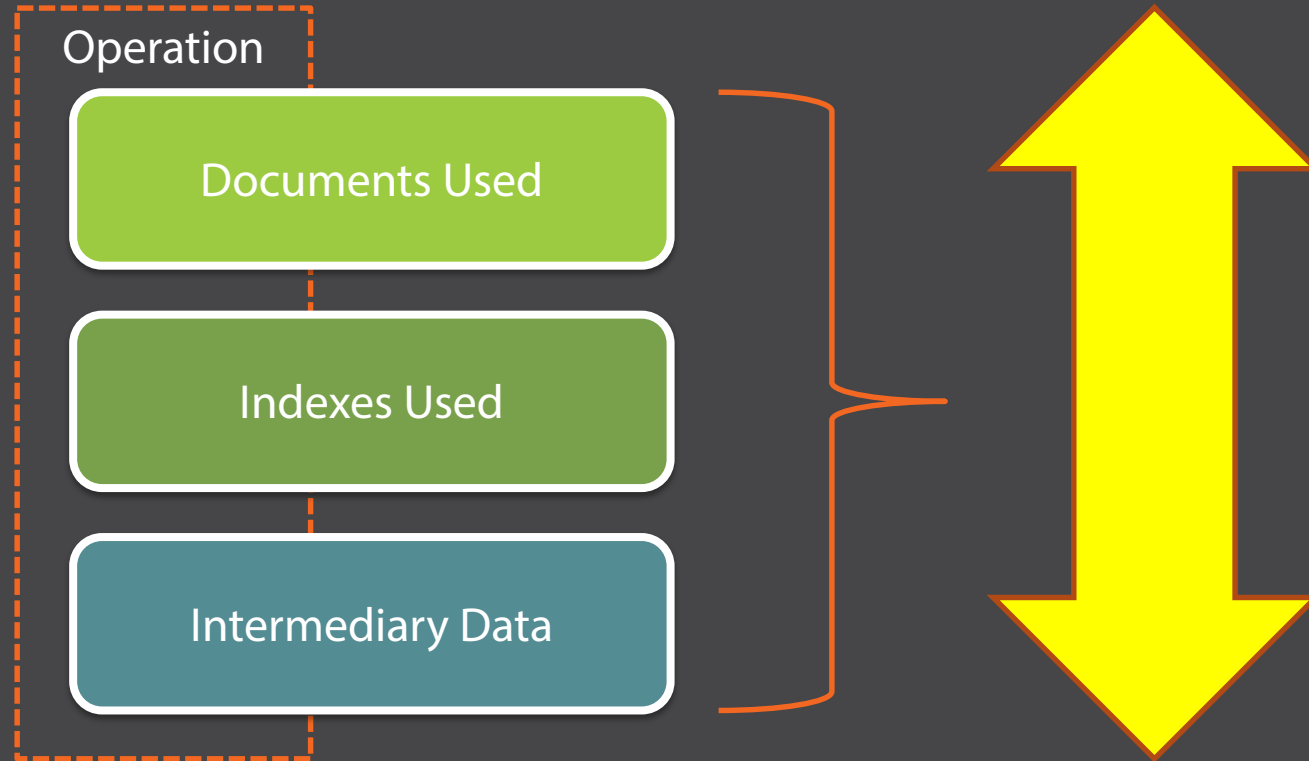 Operation
Documents Used
Indexes Used
Intermediary Data